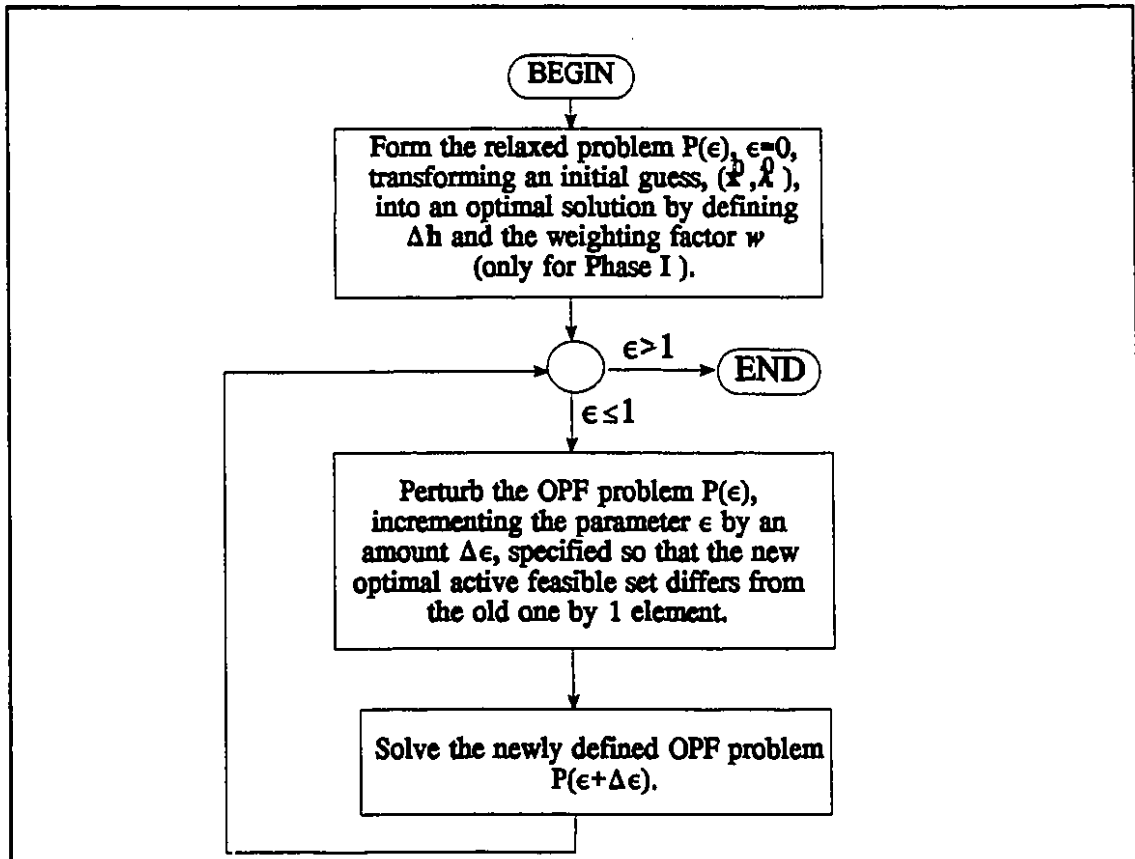 BEGIN
Form the relaxed problem P(ϵ), ϵ=0,
transforming an initial guess, (x⁰,λ⁰),
into an optimal solution by defining
Δh and the weighting factor w
(only for Phase I ).
ϵ>1
END
ϵ≤1
Perturb the OPF problem P(ϵ),
incrementing the parameter ϵ by an
amount Δϵ, specified so that the new
optimal active feasible set differs from
the old one by 1 element.
Solve the newly defined OPF problem
P(ϵ+Δϵ).